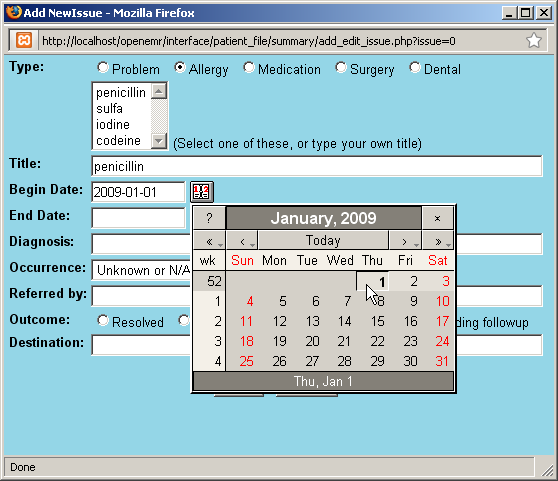 Add NewIssue - Mozilla Firefox
http://localhost/openemr/interface/patient_file/summary/add_edit_issue.php?issue=0
Type: Problem Allergy Medication Surgery Dental
penicillin
sulfa
iodine
codeine (Select one of these, or type your own title)
Title: penicillin
Begin Date: 2009-01-01
End Date:
? January, 2009 ×
Diagnosis:
« ‹ Today › »
wk Sun Mon Tue Wed Thu Fri Sat
Occurrence: Unknown or N/A
52 1 2 3
Referred by:
1 4 5 6 7 8 9 10
Outcome: Resolved
2 11 12 13 14 15 16 17 ding followup
Destination:
3 18 19 20 21 22 23 24
4 25 26 27 28 29 30 31
Thu, Jan 1
Done